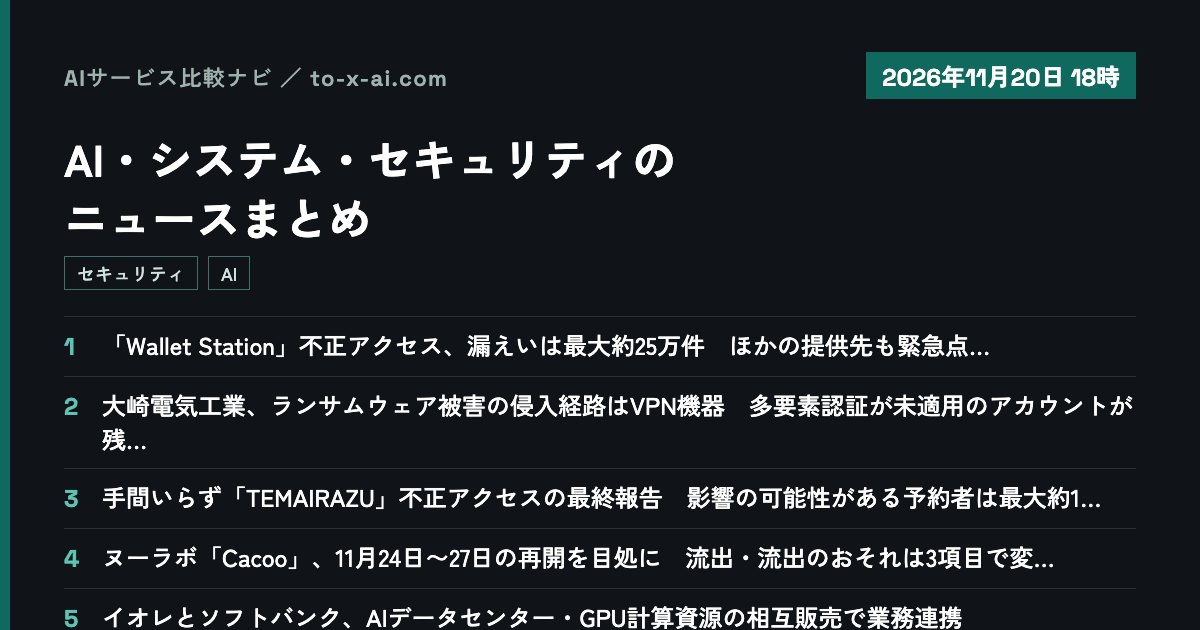 AIサービス比較ナビ ／ to-x-ai.com
2026年11月20日 18時
AI・システム・セキュリティの
ニュースまとめ
セキュリティ
AI
1 「Wallet Station」不正アクセス、漏えいは最大約25万件　ほかの提供先も緊急点…
2 大崎電気工業、ランサムウェア被害の侵入経路はVPN機器　多要素認証が未適用のアカウントが
残…
3 手間いらず「TEMAIRAZU」不正アクセスの最終報告　影響の可能性がある予約者は最大約1…
4 ヌーラボ「Cacoo」、11月24日〜27日の再開を目処に　流出・流出のおそれは3項目で変…
5 イオレとソフトバンク、AIデータセンター・GPU計算資源の相互販売で業務連携